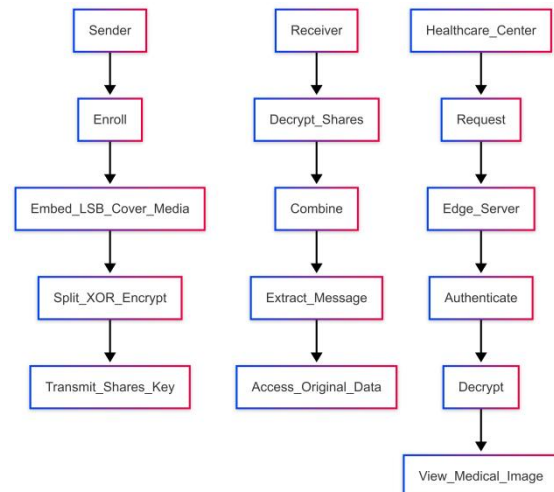 Sender
Enroll
Embed_LSB_Cover_Media
Split_XOR_Encrypt
Transmit_Shares_Key
Receiver
Decrypt_Shares
Combine
Extract_Message
Access_Original_Data
Healthcare_Center
Request
Edge_Server
Authenticate
Decrypt
View_Medical_Image